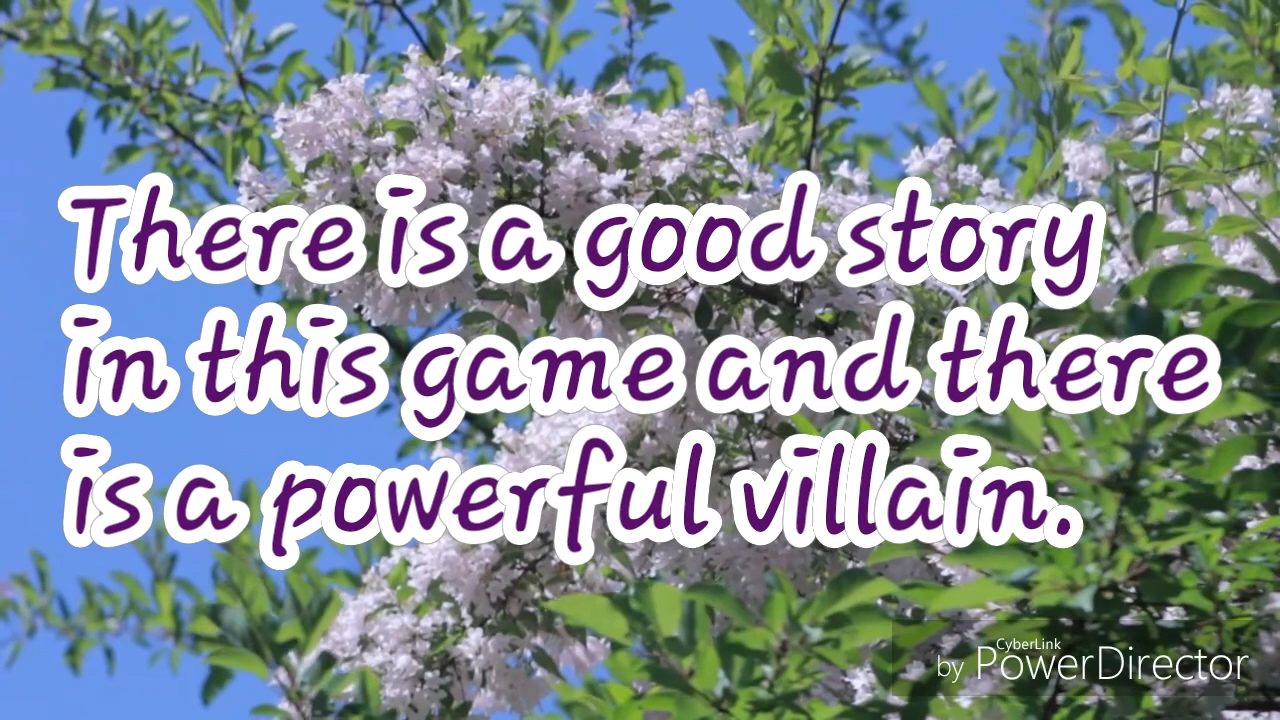 There is a good story
in this game and there
is a powerful villain.
CyberLink
by PowerDirector